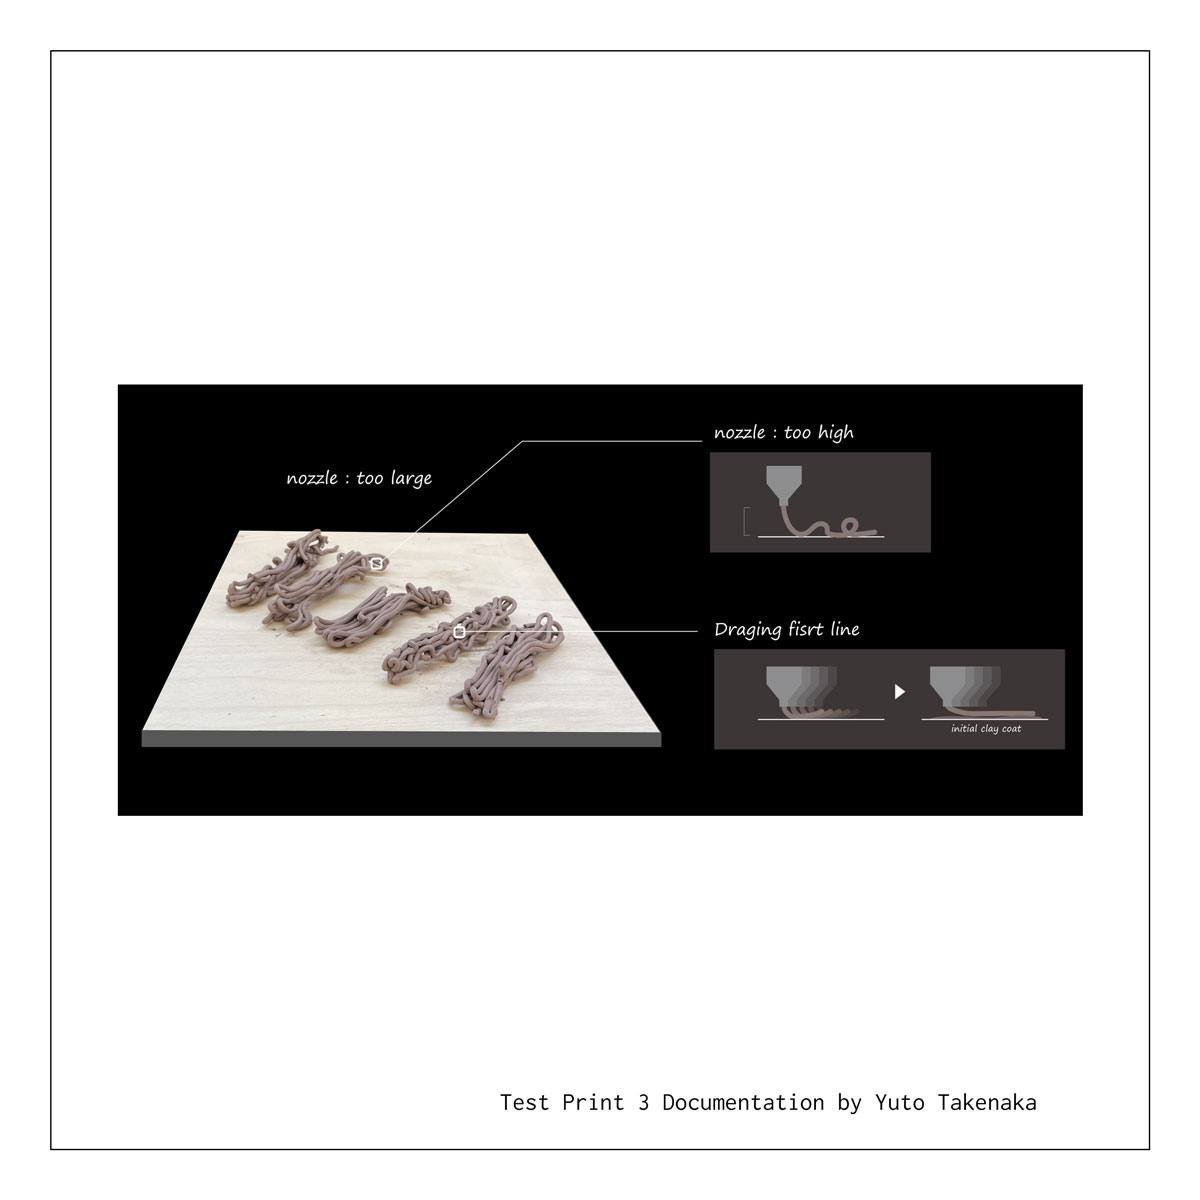 nozzle : too high
nozzle : too large
Draging fisrt line
initial clay coat
Test Print 3 Documentation by Yuto Takenaka